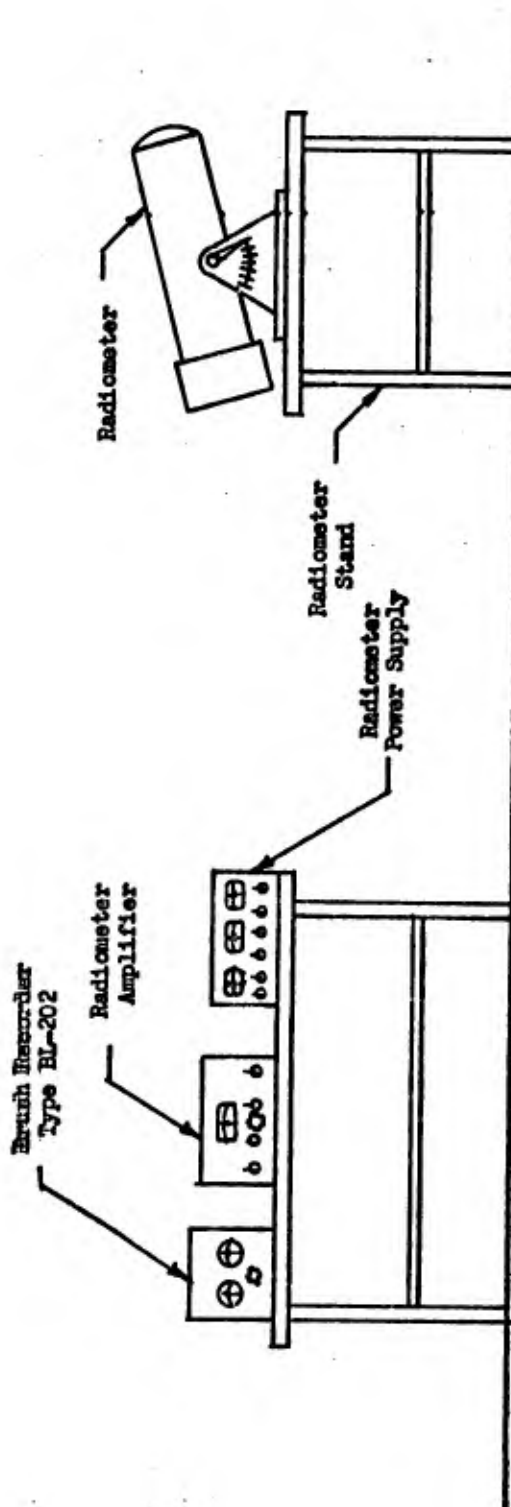 Brush Recorder
Type BL-202
Radiometer
Amplifier
Radiometer
Power Supply
Radiometer
Stand
Radiometer